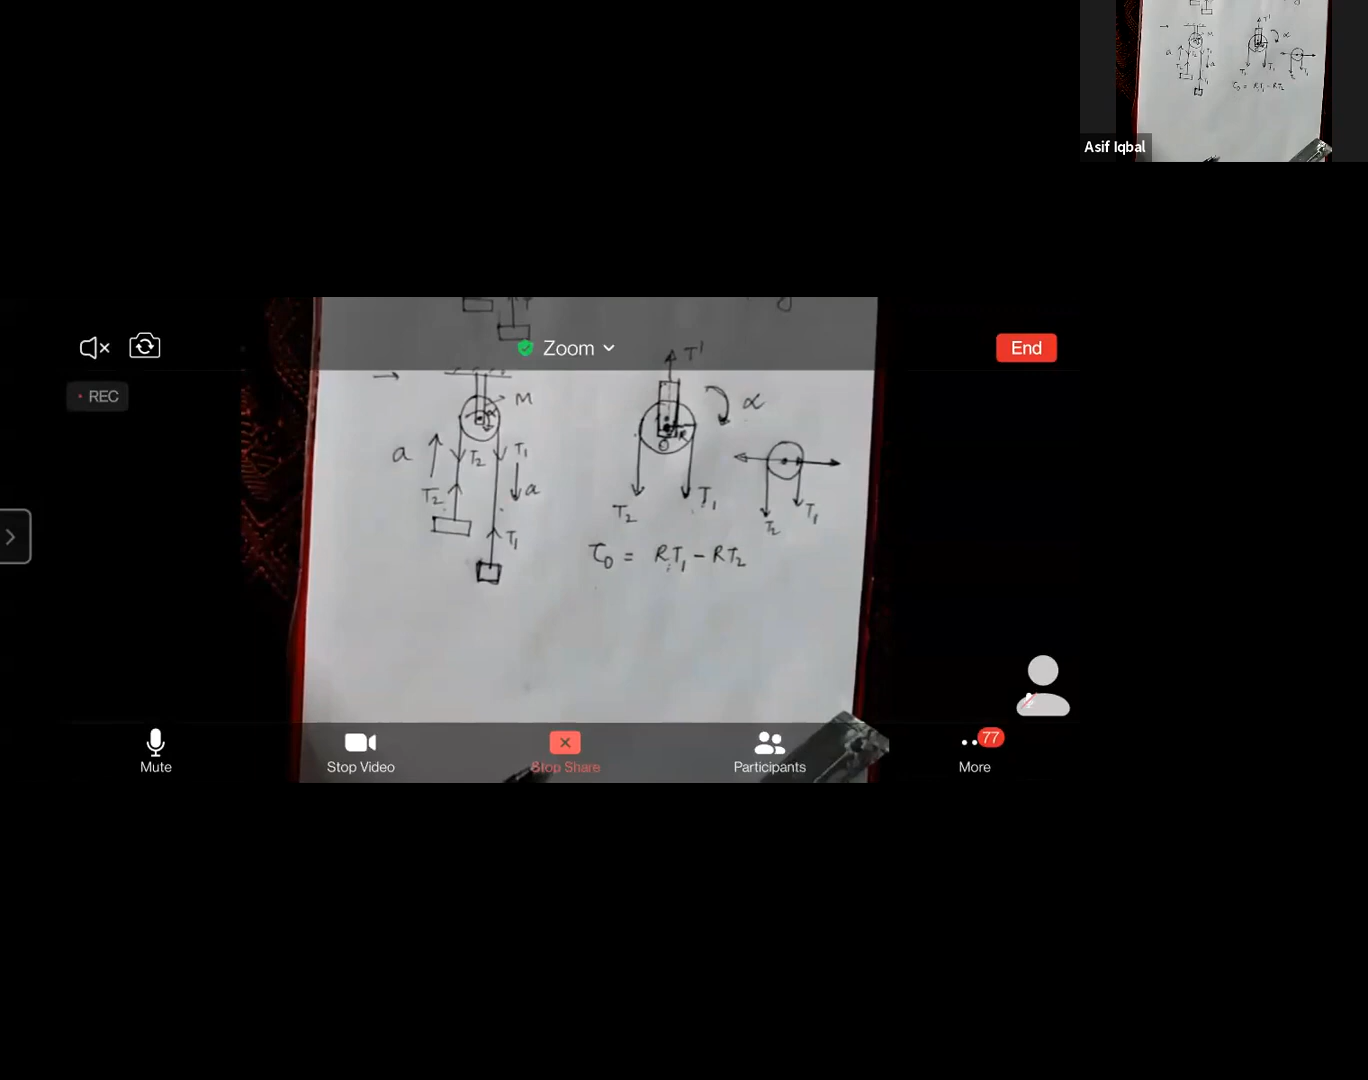 Asif Iqbal
Zoom
End
REC
T'
M
α
a
T2
T1
R
O
a
T2
T1
T2
T1
T2
T1
τ0 = RT1 - RT2
Mute
Stop Video
Stop Share
Participants
77
More